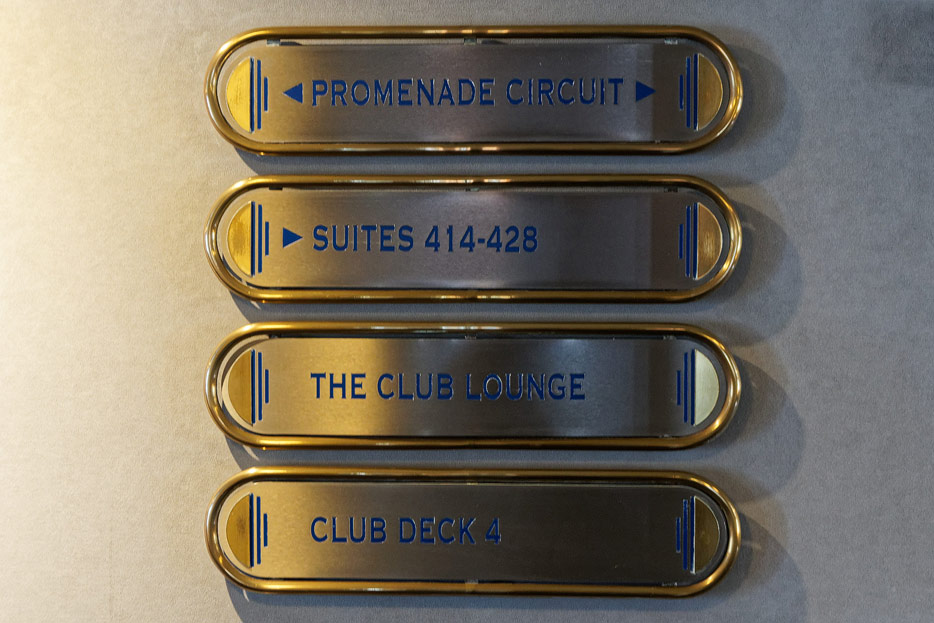 ◀ PROMENADE CIRCUIT ▶
▶ SUITES 414-428
THE CLUB LOUNGE
CLUB DECK 4